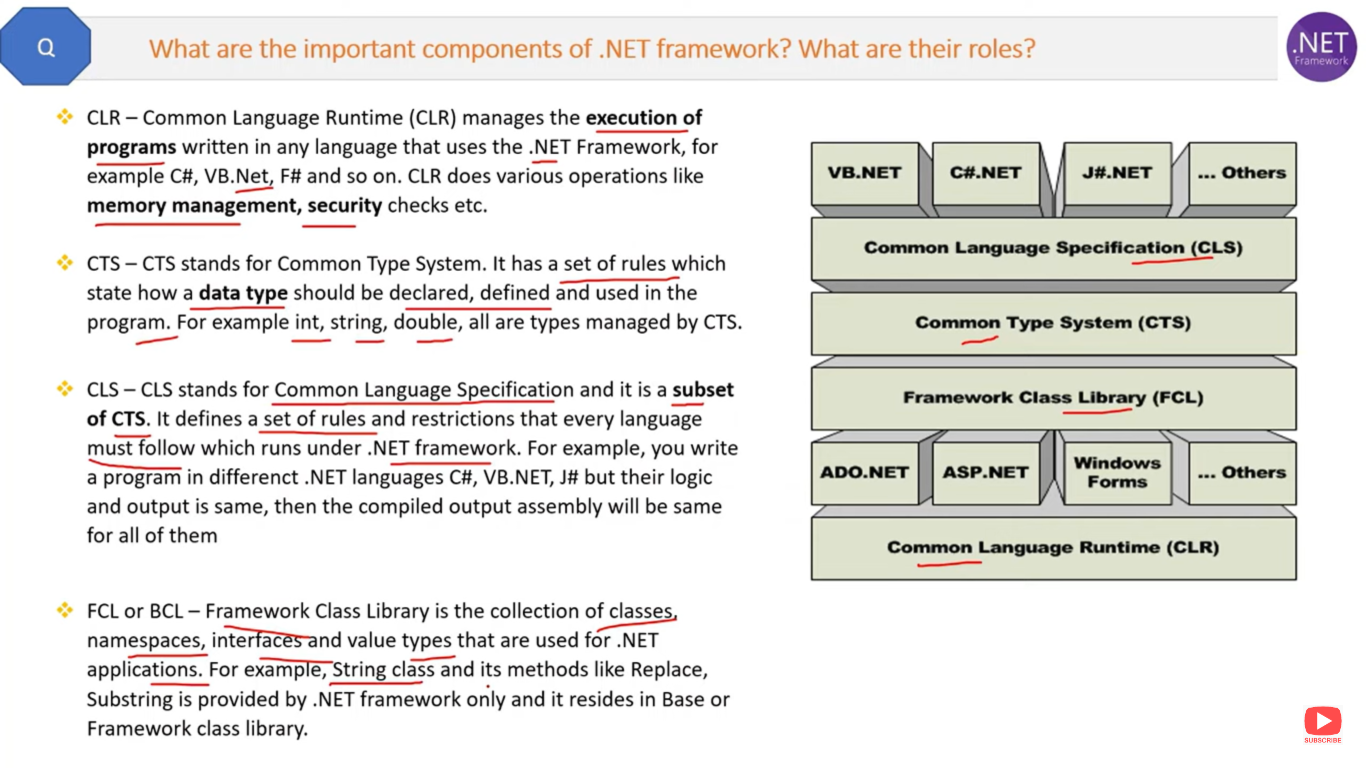 Q
What are the important components of .NET framework? What are their roles?
.NET
Framework
CLR – Common Language Runtime (CLR) manages the execution of
programs written in any language that uses the .NET Framework, for
example C#, VB.Net, F# and so on. CLR does various operations like
memory management, security checks etc.
CTS – CTS stands for Common Type System. It has a set of rules which
state how a data type should be declared, defined and used in the
program. For example int, string, double, all are types managed by CTS.
CLS – CLS stands for Common Language Specification and it is a subset
of CTS. It defines a set of rules and restrictions that every language
must follow which runs under .NET framework. For example, you write
a program in differenct .NET languages C#, VB.NET, J# but their logic
and output is same, then the compiled output assembly will be same
for all of them
FCL or BCL – Framework Class Library is the collection of classes,
namespaces, interfaces and value types that are used for .NET
applications. For example, String class and its methods like Replace,
Substring is provided by .NET framework only and it resides in Base or
Framework class library.
VB.NET
C#.NET
J#.NET
... Others
Common Language Specification (CLS)
Common Type System (CTS)
Framework Class Library (FCL)
ADO.NET
ASP.NET
Windows
Forms
... Others
Common Language Runtime (CLR)
SUBSCRIBE